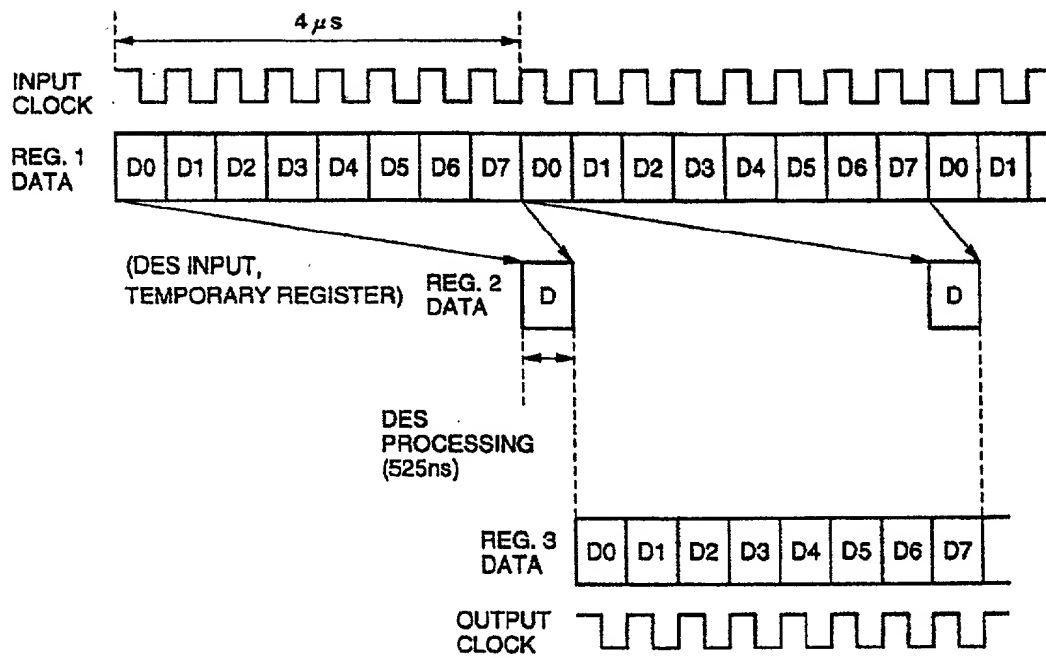 4 μs
INPUT
CLOCK
REG. 1
DATA
D0 D1 D2 D3 D4 D5 D6 D7 D0 D1 D2 D3 D4 D5 D6 D7 D0 D1
(DES INPUT,
TEMPORARY REGISTER)
REG. 2
DATA
D
D
DES
PROCESSING
(525ns)
REG. 3
DATA
D0 D1 D2 D3 D4 D5 D6 D7
OUTPUT
CLOCK